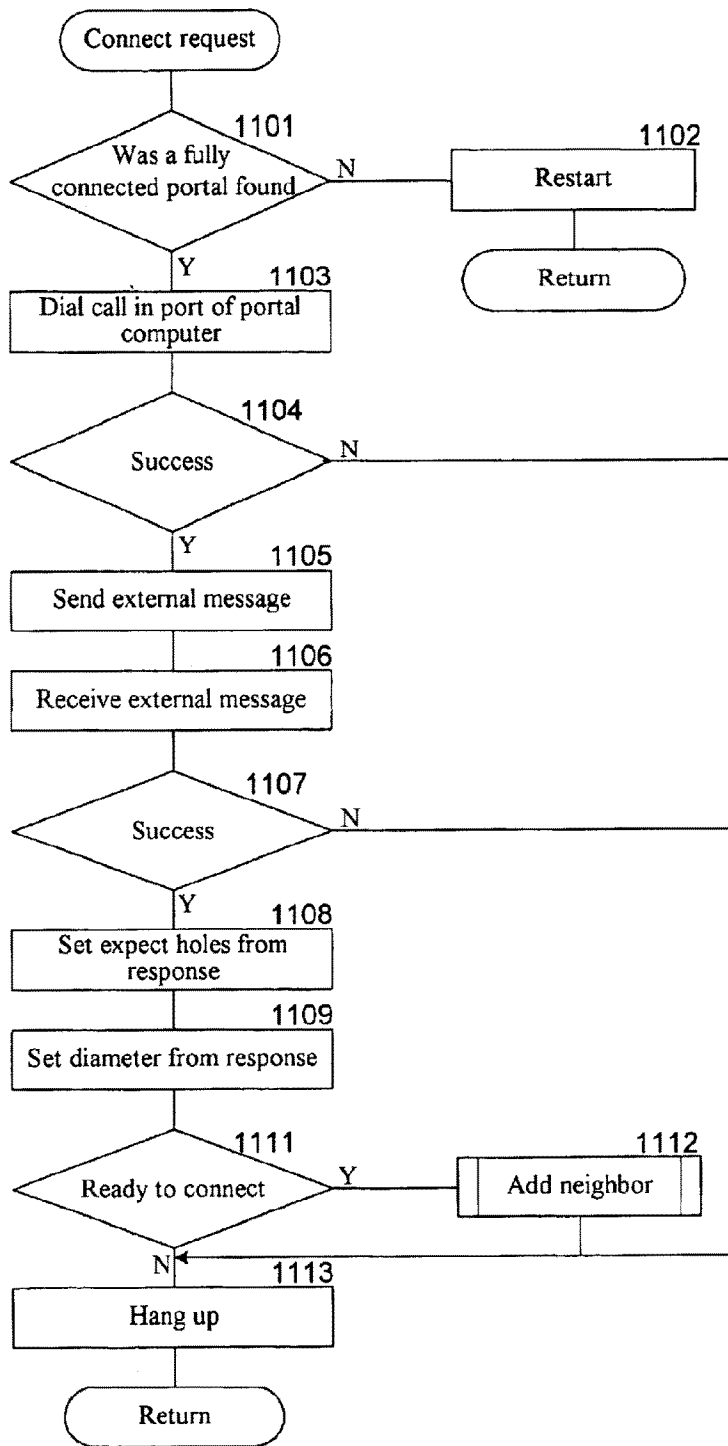 Connect request
1101
Was a fully
connected portal found
N
1102
Restart
Return
Y
1103
Dial call in port of portal
computer
1104
Success
N
Y
1105
Send external message
1106
Receive external message
1107
Success
N
Y
1108
Set expect holes from
response
1109
Set diameter from response
1111
Ready to connect
Y
1112
Add neighbor
N
1113
Hang up
Return